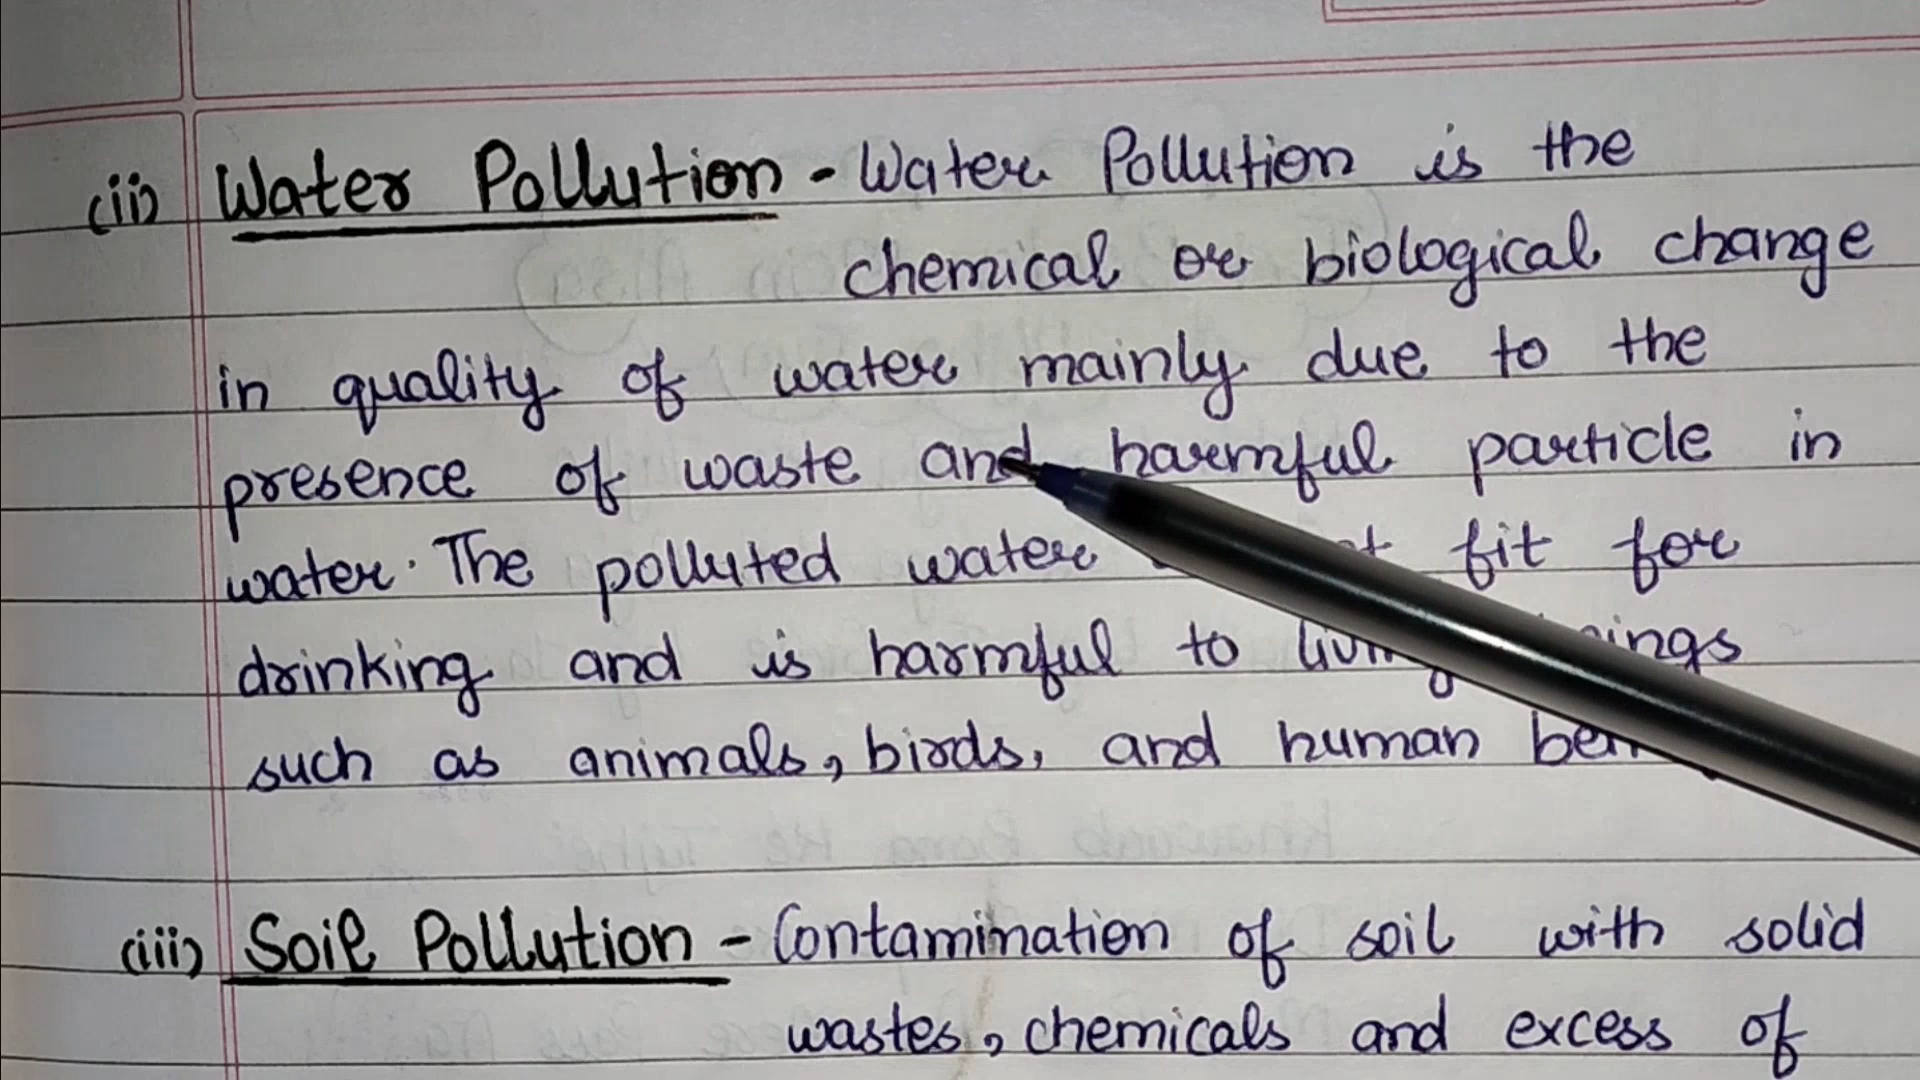 (ii) Water Pollution - Water Pollution is the
chemical or biological change
in quality of water mainly due to the
presence of waste and harmful particle in
water. The polluted water fit for
drinking and is harmful to living
such as animals, birds, and human
(iii) Soil Pollution - Contamination of soil with solid
wastes, chemicals and excess of